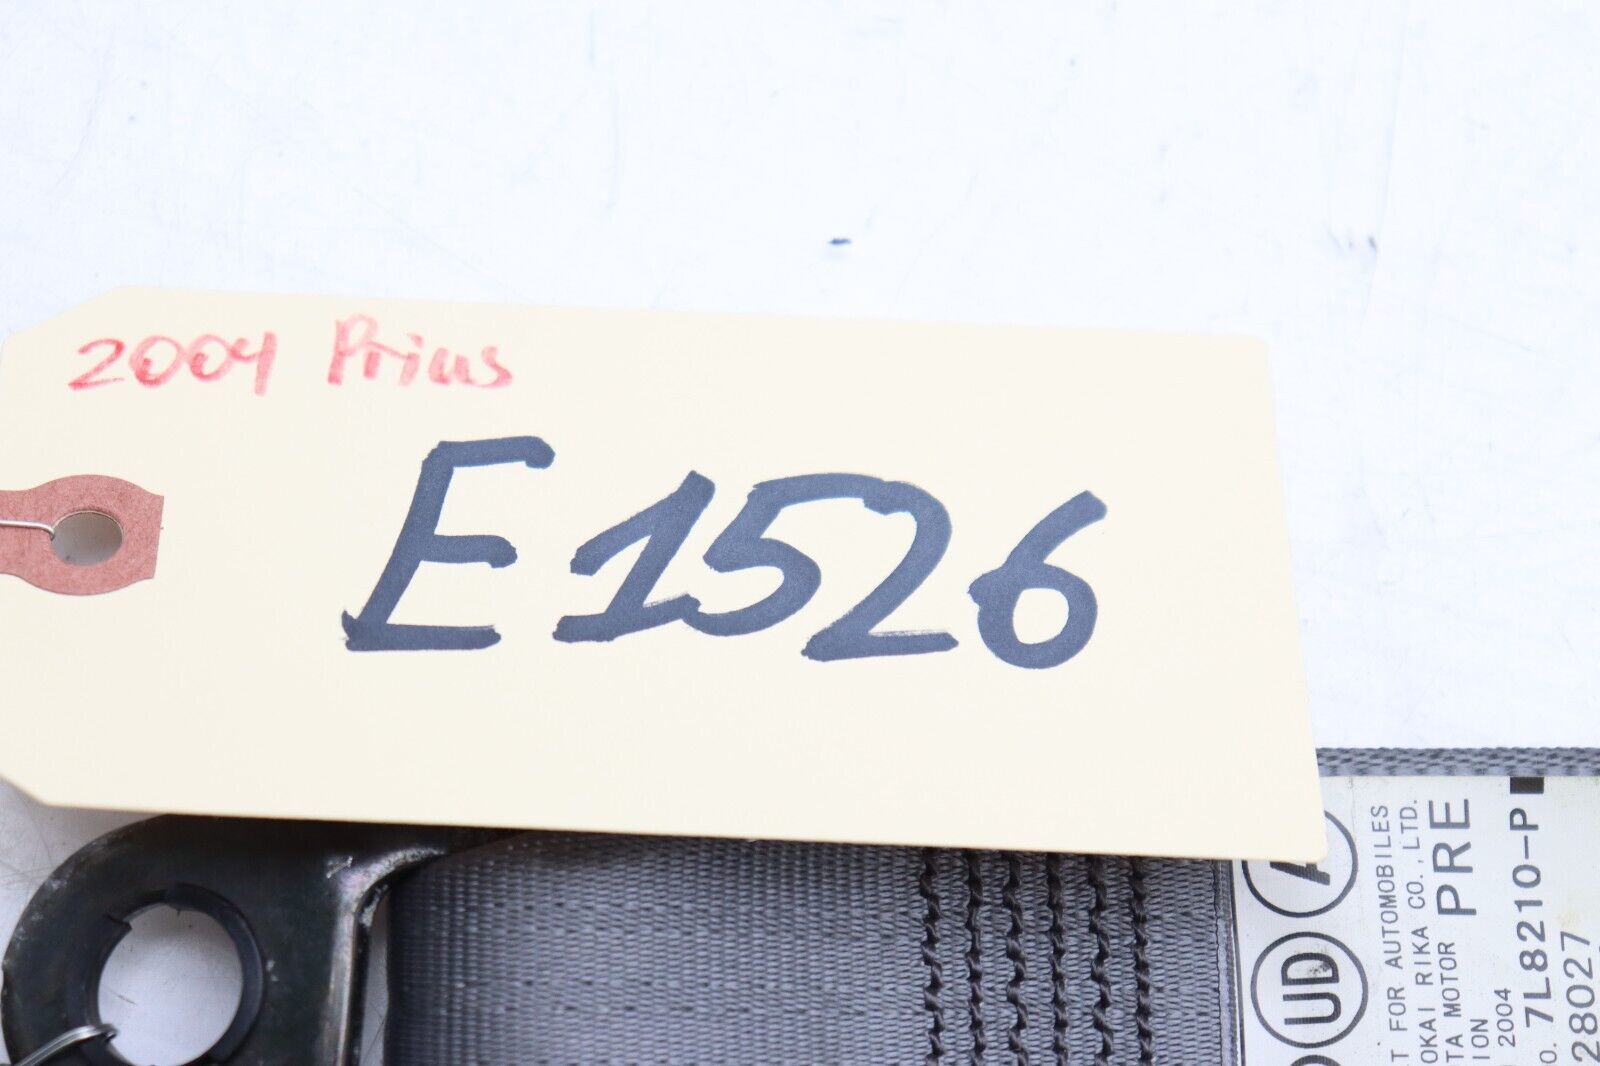 2004 Prius
E1526
UD A
T FOR AUTOMOBILES
OKAI RIKA CO., LTD.
TA MOTOR PRE
ION
2004
O. 7L8210-P
28027